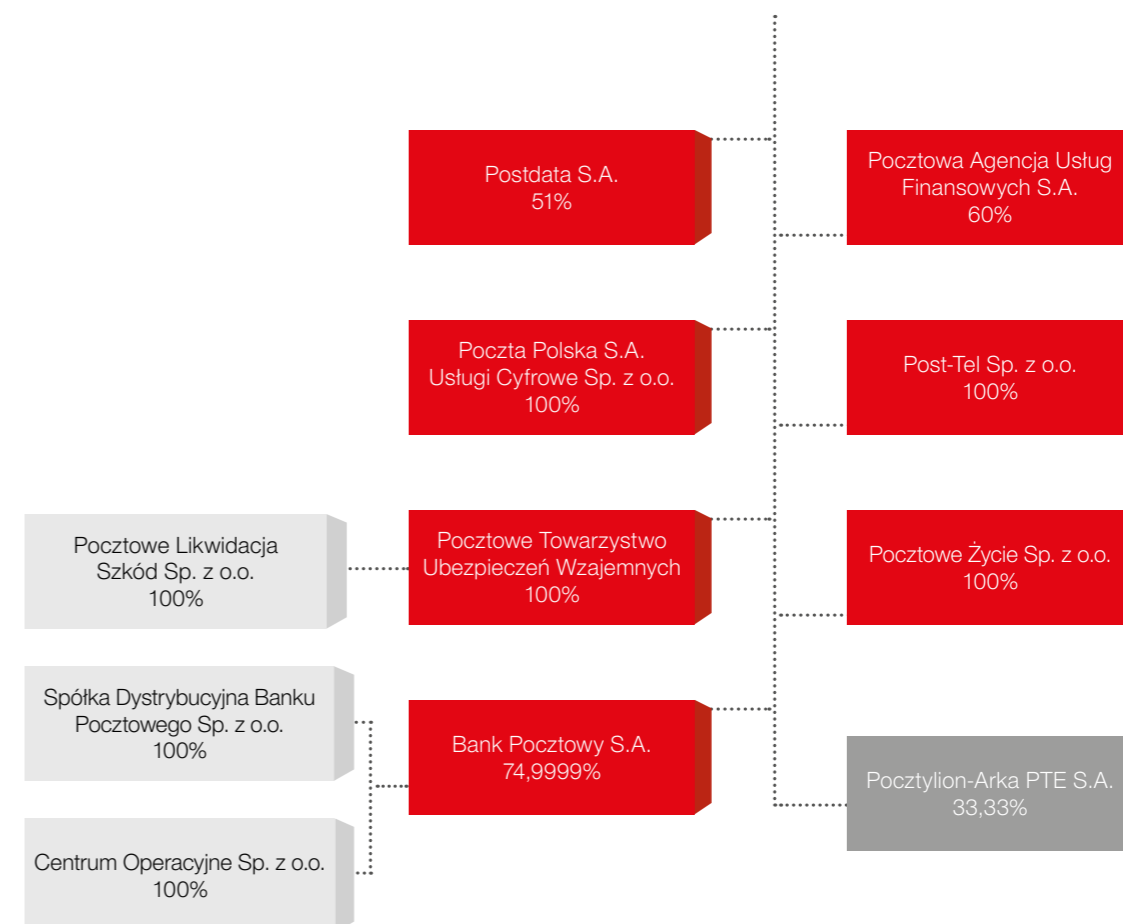 Postdata S.A.
51%
Pocztowa Agencja Usług
Finansowych S.A.
60%
Poczta Polska S.A.
Usługi Cyfrowe Sp. z o.o.
100%
Post-Tel Sp. z o.o.
100%
Pocztowe Likwidacja
Szkód Sp. z o.o.
100%
Pocztowe Towarzystwo
Ubezpieczeń Wzajemnych
100%
Pocztowe Życie Sp. z o.o.
100%
Spółka Dystrybucyjna Banku
Pocztowego Sp. z o.o.
100%
Bank Pocztowy S.A.
74,9999%
Pocztylion-Arka PTE S.A.
33,33%
Centrum Operacyjne Sp. z o.o.
100%